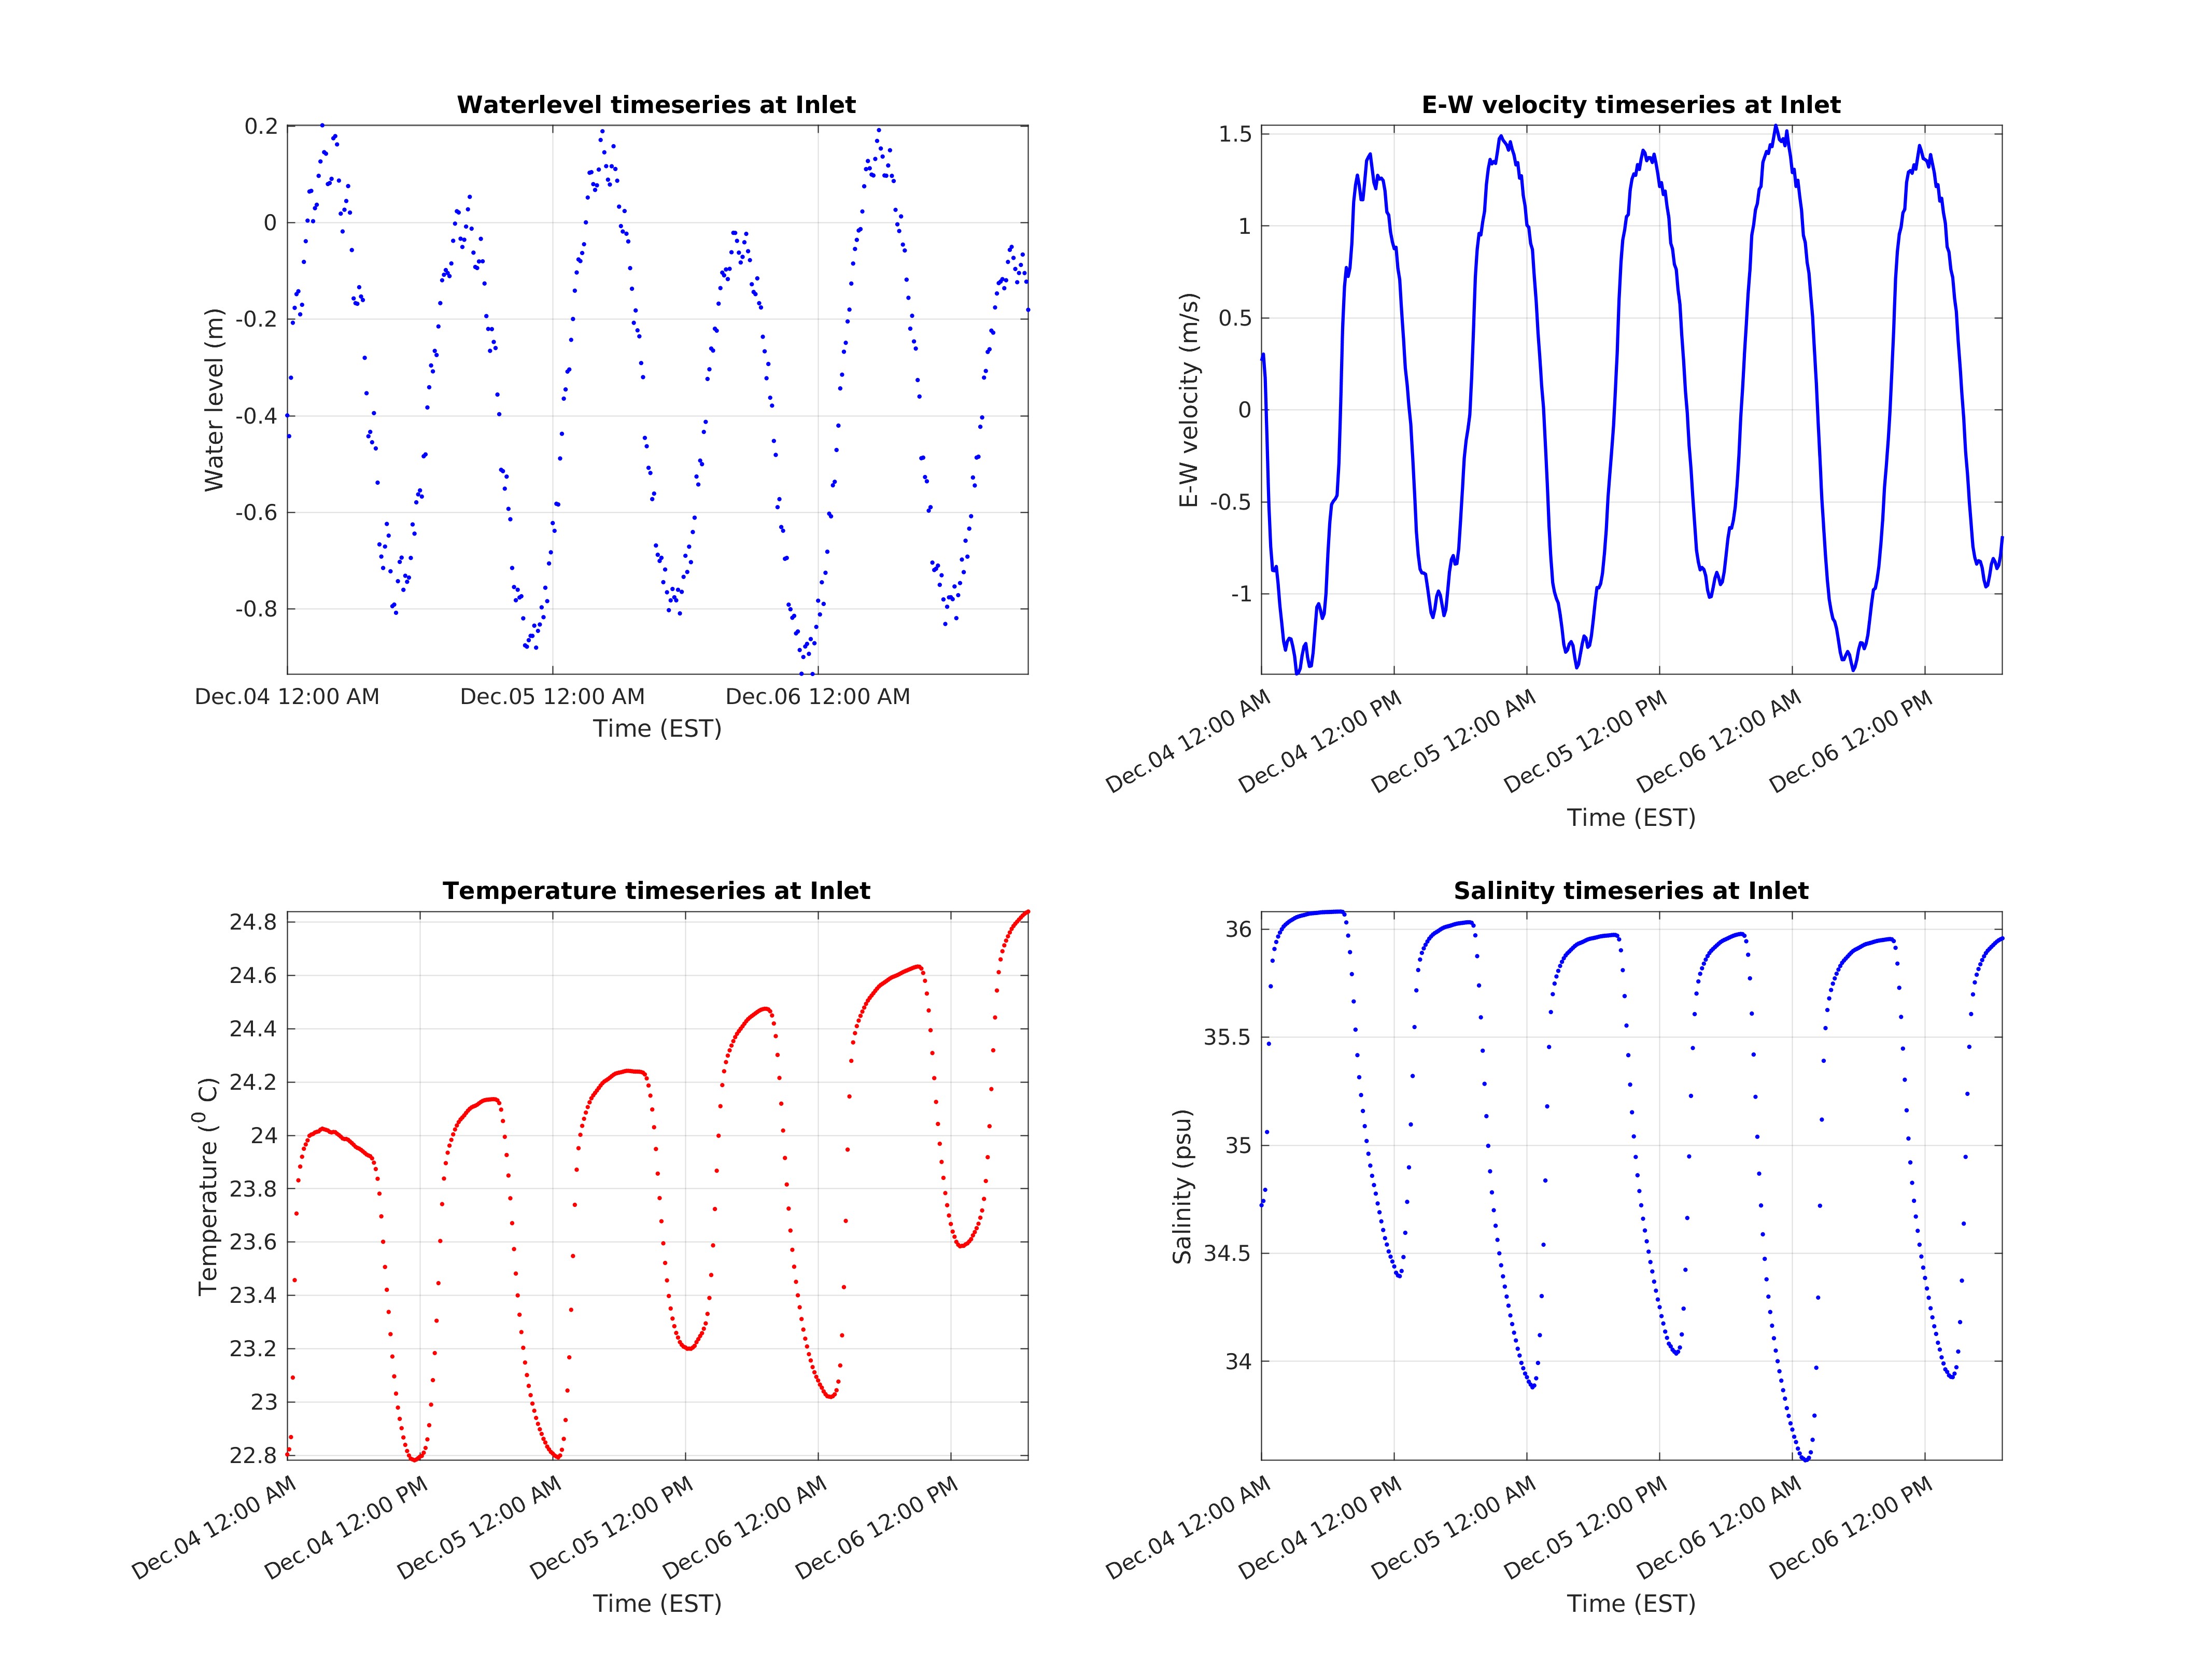 Waterlevel timeseries at Inlet
0.2
0
-0.2
-0.4
-0.6
-0.8
Water level (m)
Dec.04 12:00 AM
Dec.05 12:00 AM
Dec.06 12:00 AM
Time (EST)
E-W velocity timeseries at Inlet
1.5
1
0.5
0
-0.5
-1
E-W velocity (m/s)
Dec.04 12:00 AM
Dec.04 12:00 PM
Dec.05 12:00 AM
Dec.05 12:00 PM
Dec.06 12:00 AM
Dec.06 12:00 PM
Time (EST)
Temperature timeseries at Inlet
24.8
24.6
24.4
24.2
24
23.8
23.6
23.4
23.2
23
22.8
Temperature (⁰ C)
Dec.04 12:00 AM
Dec.04 12:00 PM
Dec.05 12:00 AM
Dec.05 12:00 PM
Dec.06 12:00 AM
Dec.06 12:00 PM
Time (EST)
Salinity timeseries at Inlet
36
35.5
35
34.5
34
Salinity (psu)
Dec.04 12:00 AM
Dec.04 12:00 PM
Dec.05 12:00 AM
Dec.05 12:00 PM
Dec.06 12:00 AM
Dec.06 12:00 PM
Time (EST)